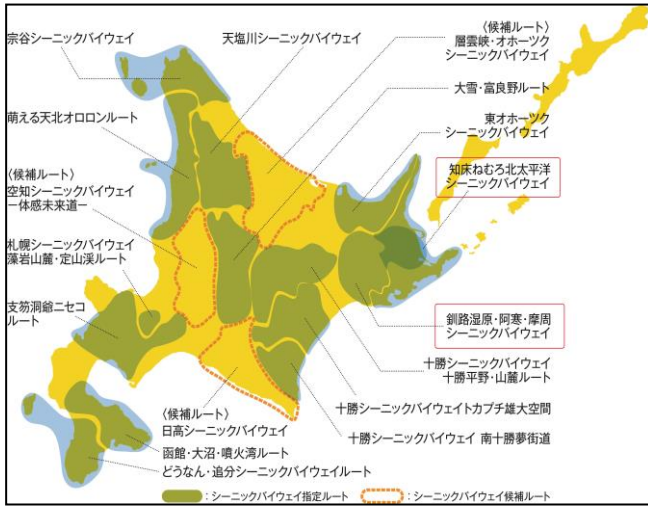 宗谷シーニックバイウェイ
天塩川シーニックバイウェイ
〈候補ルート〉
層雲峡・オホーツク
シーニックバイウェイ
大雪・富良野ルート
萌える天北オロロンルート
東オホーツク
シーニックバイウェイ
〈候補ルート〉
空知シーニックバイウェイ
ー体感未来道ー
知床ねむろ北太平洋
シーニックバイウェイ
札幌シーニックバイウェイ
藻岩山麓・定山渓ルート
支笏洞爺ニセコ
ルート
釧路湿原・阿寒・摩周
シーニックバイウェイ
十勝シーニックバイウェイ
十勝平野・山麓ルート
〈候補ルート〉
日高シーニックバイウェイ
十勝シーニックバイウェイトカプチ雄大空間
函館・大沼・噴火湾ルート
十勝シーニックバイウェイ 南十勝夢街道
どうなん・追分シーニックバイウェイルート
：シーニックバイウェイ指定ルート
：シーニックバイウェイ候補ルート